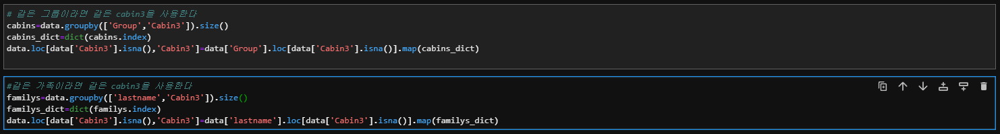 # 같은 그룹이라면 같은 cabin3을 사용한다
cabins=data.groupby(['Group','Cabin3']).size()
cabins_dict=dict(cabins.index)
data.loc[data['Cabin3'].isna(),'Cabin3']=data['Group'].loc[data['Cabin3'].isna()].map(cabins_dict)
#같은 가족이라면 같은 cabin3을 사용한다
familys=data.groupby(['lastname','Cabin3']).size()
familys_dict=dict(familys.index)
data.loc[data['Cabin3'].isna(),'Cabin3']=data['lastname'].loc[data['Cabin3'].isna()].map(familys_dict)